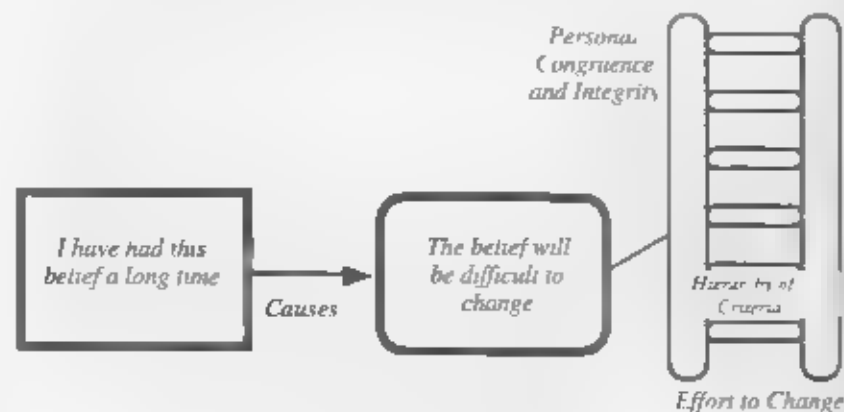 Personal
Congruence
and Integrity
I have had this
belief a long time
Causes
The belief will
be difficult to
change
Hierarchy of
Criteria
Effort to Change